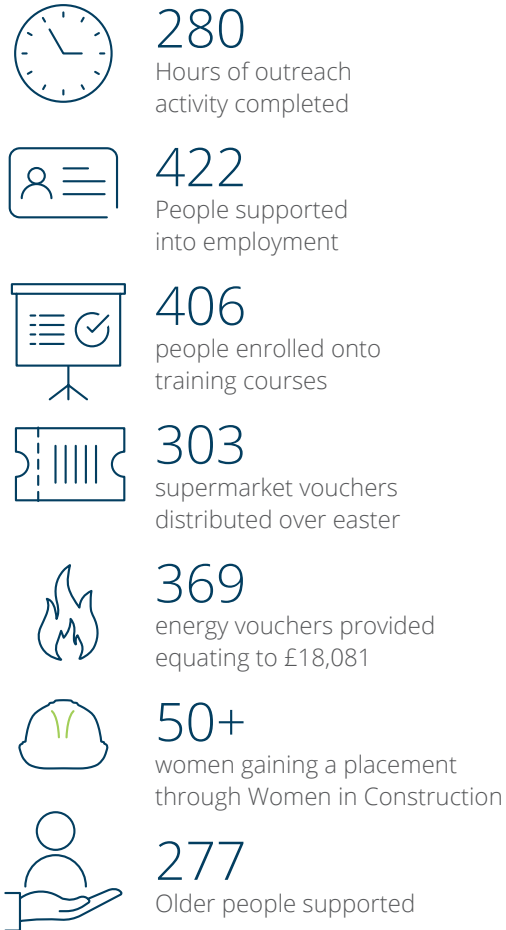 280
Hours of outreach
activity completed
422
People supported
into employment
406
people enrolled onto
training courses
303
supermarket vouchers
distributed over easter
369
energy vouchers provided
equating to £18,081
50+
women gaining a placement
through Women in Construction
277
Older people supported